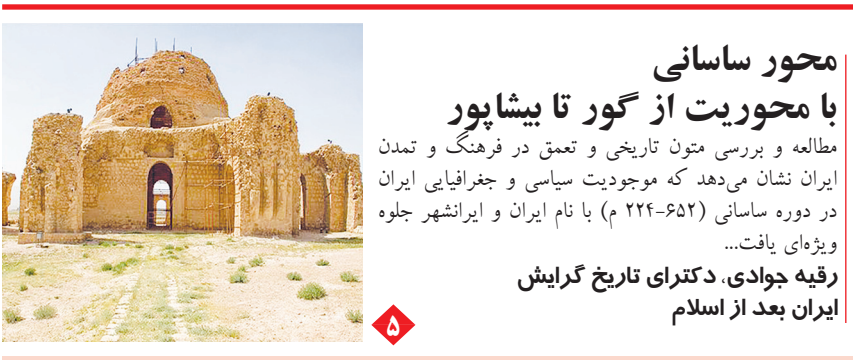 محور ساسانی
با محوریت از گور تا بیشاپور
مطالعه و بررسی متون تاریخی و تعمق در فرهنگ و تمدن
ایران نشان می‌دهد که موجودیت سیاسی و جغرافیایی ایران
در دوره ساسانی (۶۵۲-۲۲۴ م) با نام ایران و ایرانشهر جلوه
ویژه‌ای یافت...
رقیه جوادی، دکترای تاریخ گرایش
ایران بعد از اسلام
۵